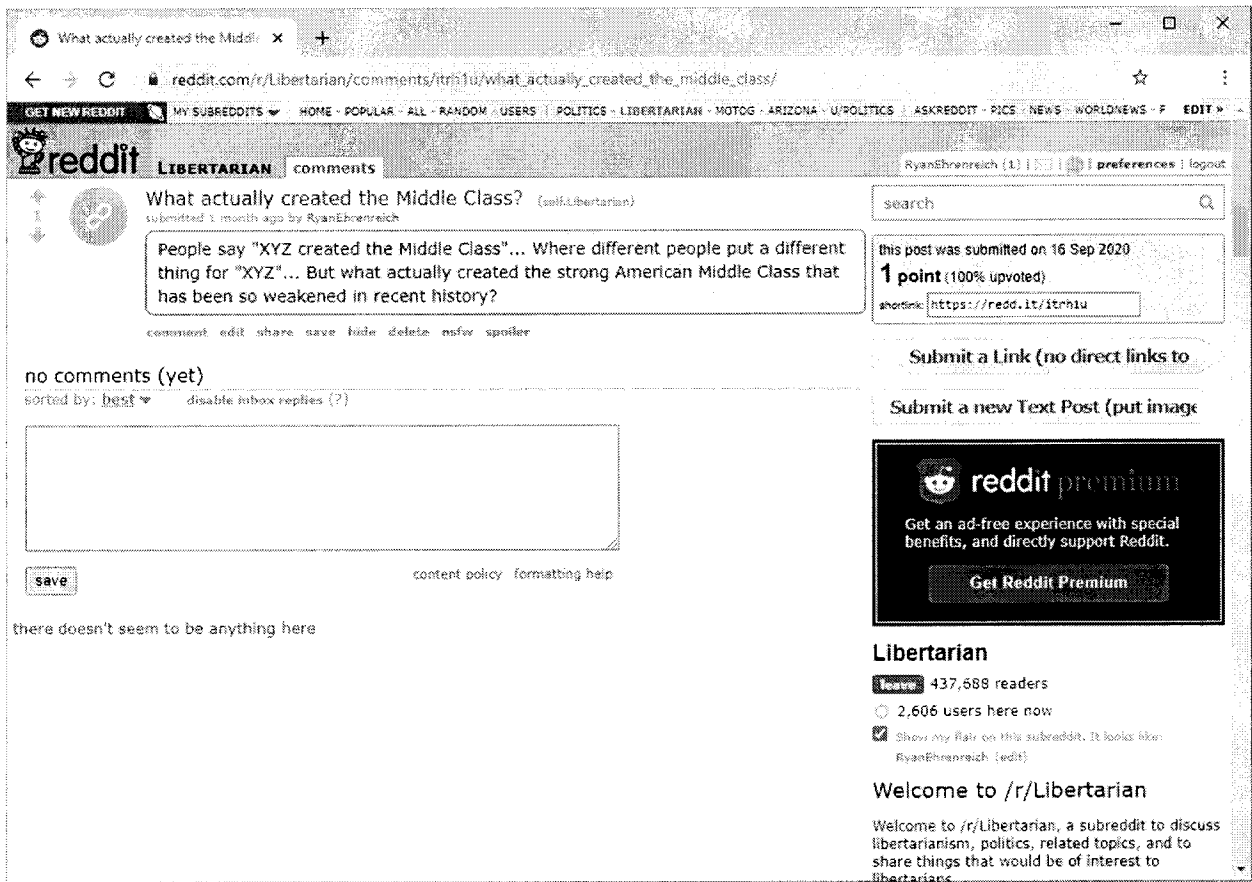 What actually created the Middl
reddit.com/r/Libertarian/comments/itrh1u/what_actually_created_the_middle_class/
GET NEW REDDIT MY SUBREDDITS HOME - POPULAR - ALL - RANDOM - USERS | POLITICS - LIBERTARIAN - MOTOG - ARIZONA - U/POLITICS | ASKREDDIT - PICS - NEWS - WORLDNEWS - F EDIT »
reddit LIBERTARIAN comments
RyanEhrenreich (1) | preferences | logout
1
What actually created the Middle Class? (self.Libertarian)
submitted 1 month ago by RyanEhrenreich
People say "XYZ created the Middle Class"... Where different people put a different
thing for "XYZ"... But what actually created the strong American Middle Class that
has been so weakened in recent history?
comment edit share save hide delete nsfw spoiler
no comments (yet)
sorted by: best disable inbox replies (?)
save
content policy formatting help
there doesn't seem to be anything here
search
this post was submitted on 16 Sep 2020
1 point (100% upvoted)
shortlink: https://redd.it/itrh1u
Submit a Link (no direct links to
Submit a new Text Post (put image
reddit premium
Get an ad-free experience with special
benefits, and directly support Reddit.
Get Reddit Premium
Libertarian
leave 437,688 readers
2,606 users here now
Show my flair on this subreddit. It looks like:
RyanEhrenreich (edit)
Welcome to /r/Libertarian
Welcome to /r/Libertarian, a subreddit to discuss
libertarianism, politics, related topics, and to
share things that would be of interest to
libertarians